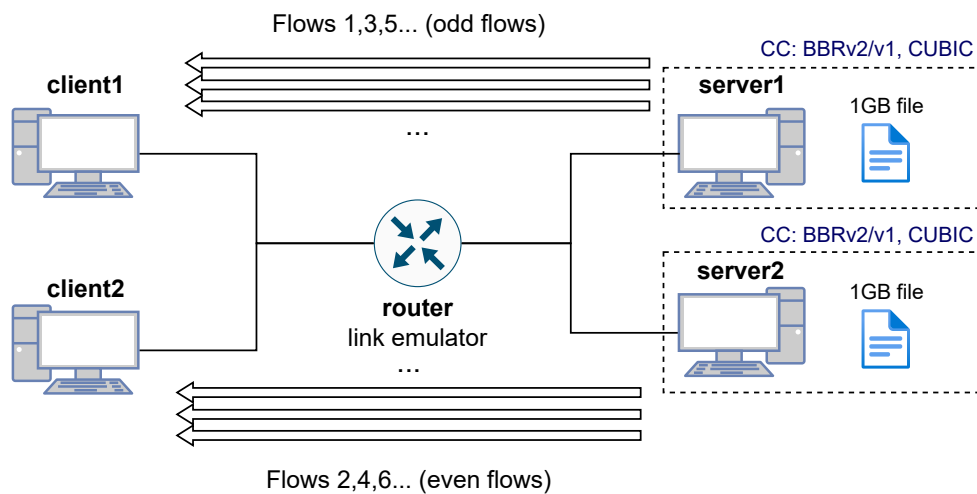 Flows 1,3,5... (odd flows)
CC: BBRv2/v1, CUBIC
client1
server1
1GB file
...
CC: BBRv2/v1, CUBIC
client2
server2
1GB file
router
link emulator
...
Flows 2,4,6... (even flows)